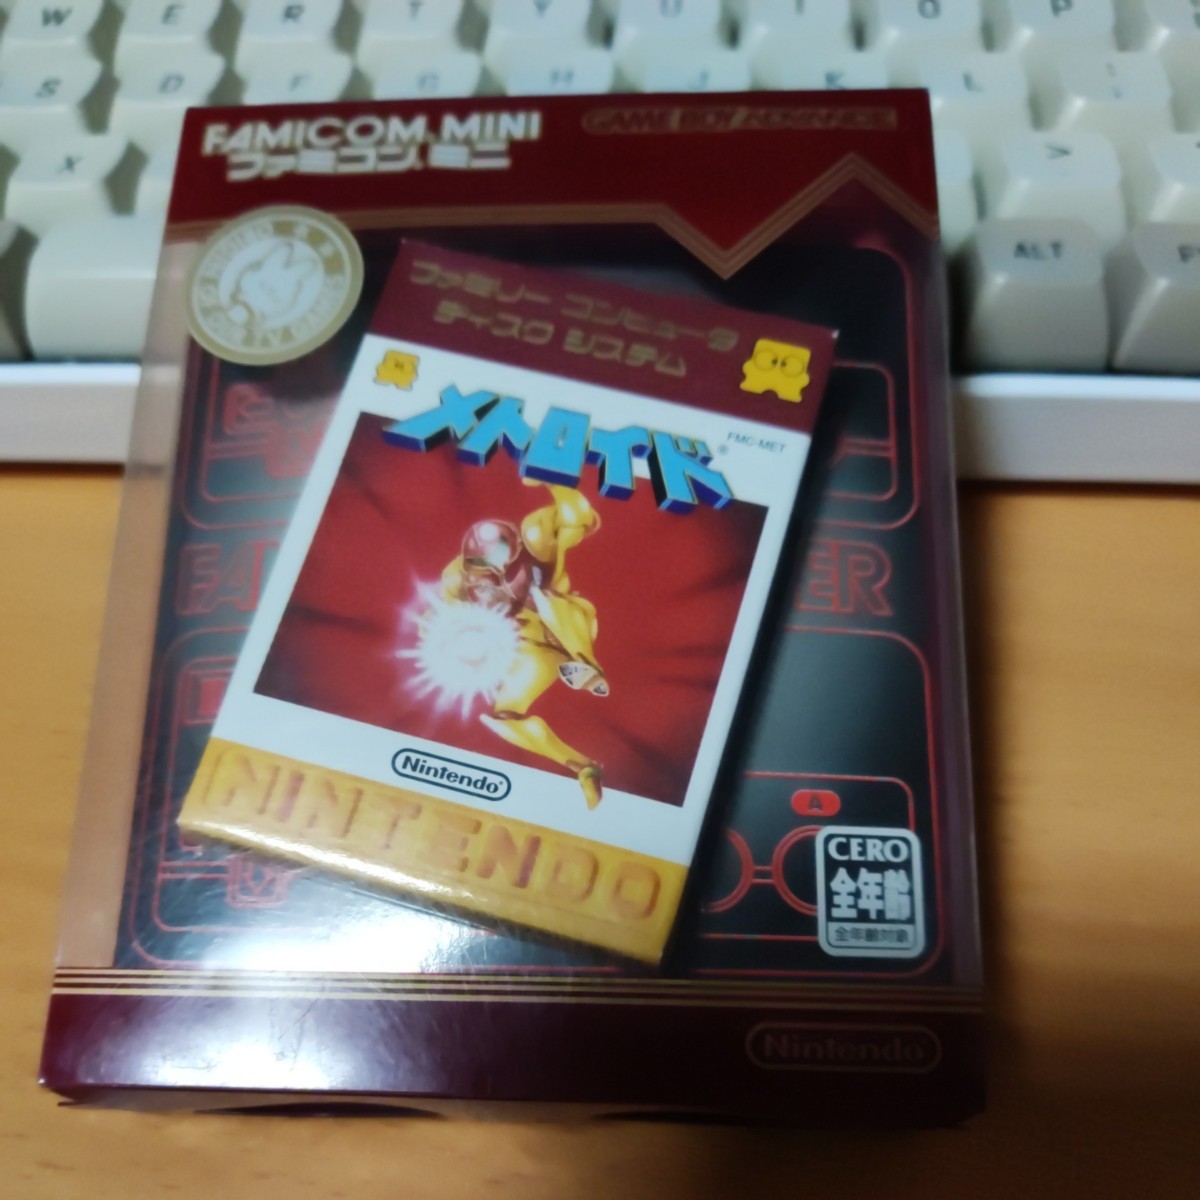 W E R T Y U I O P
S D F G H J K L
X
ALT
FAMICOM MINI
ファミコンミニ
GAME BOY ADVANCE
ファミリー コンピュータ
ディスク システム
FMC-MET
メトロイド
Nintendo
NINTENDO
A
CERO
全年齢
全年齢対象
Nintendo